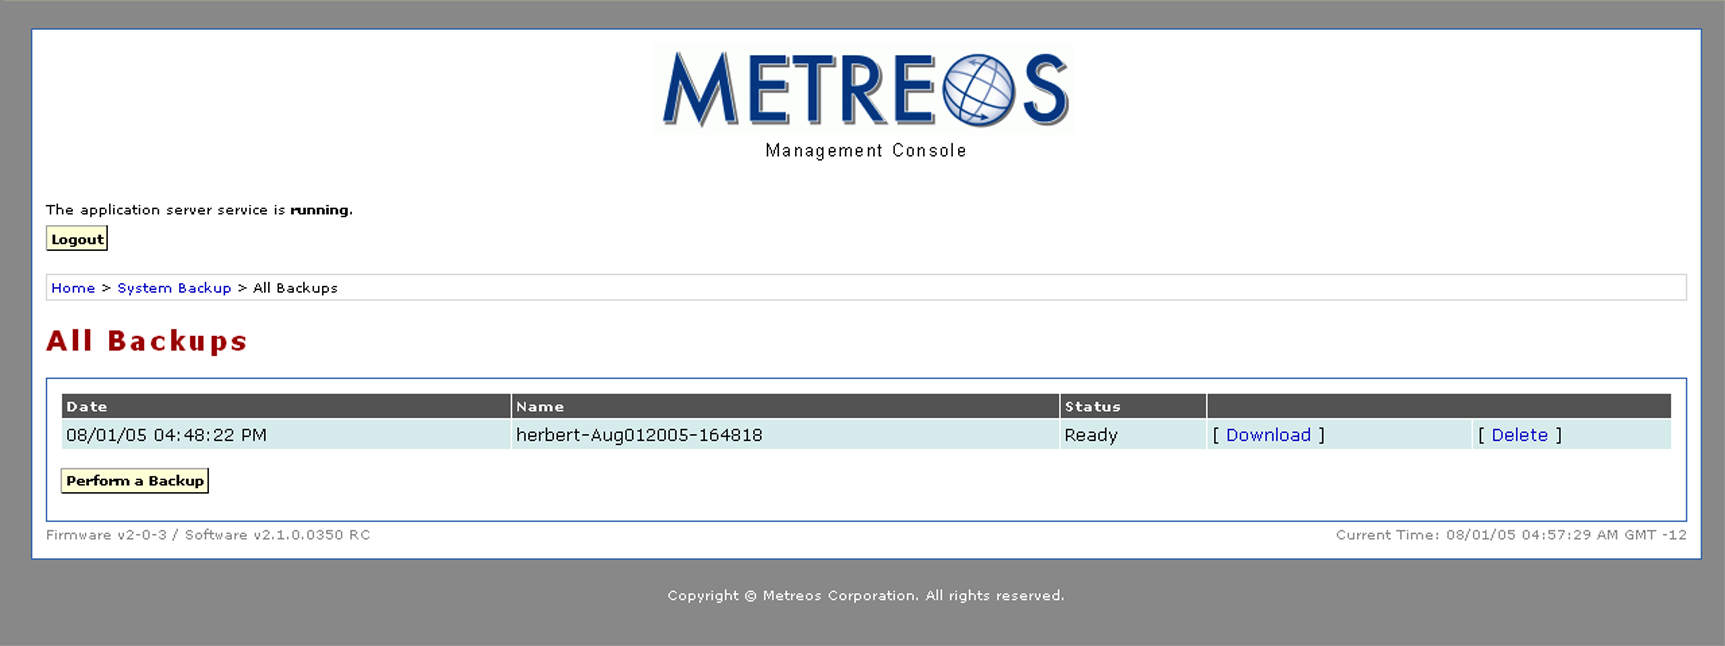 METREOS
Management Console
The application server service is running.
Logout
Home > System Backup > All Backups
All Backups
Date Name Status
08/01/05 04:48:22 PM herbert-Aug012005-164818 Ready [ Download ] [ Delete ]
Perform a Backup
Firmware v2-0-3 / Software v2.1.0.0350 RC Current Time: 08/01/05 04:57:29 AM GMT -12
Copyright © Metreos Corporation. All rights reserved.